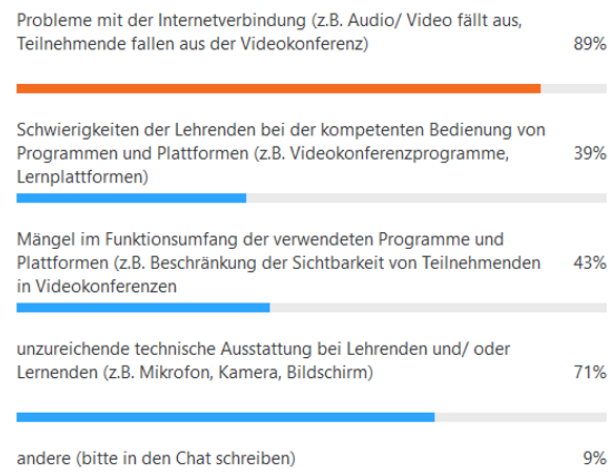 Probleme mit der Internetverbindung (z.B. Audio/ Video fällt aus,
Teilnehmende fallen aus der Videokonferenz) 89%
Schwierigkeiten der Lehrenden bei der kompetenten Bedienung von
Programmen und Plattformen (z.B. Videokonferenzprogramme, 39%
Lernplattformen)
Mängel im Funktionsumfang der verwendeten Programme und
Plattformen (z.B. Beschränkung der Sichtbarkeit von Teilnehmenden 43%
in Videokonferenzen
unzureichende technische Ausstattung bei Lehrenden und/ oder
Lernenden (z.B. Mikrofon, Kamera, Bildschirm) 71%
andere (bitte in den Chat schreiben) 9%